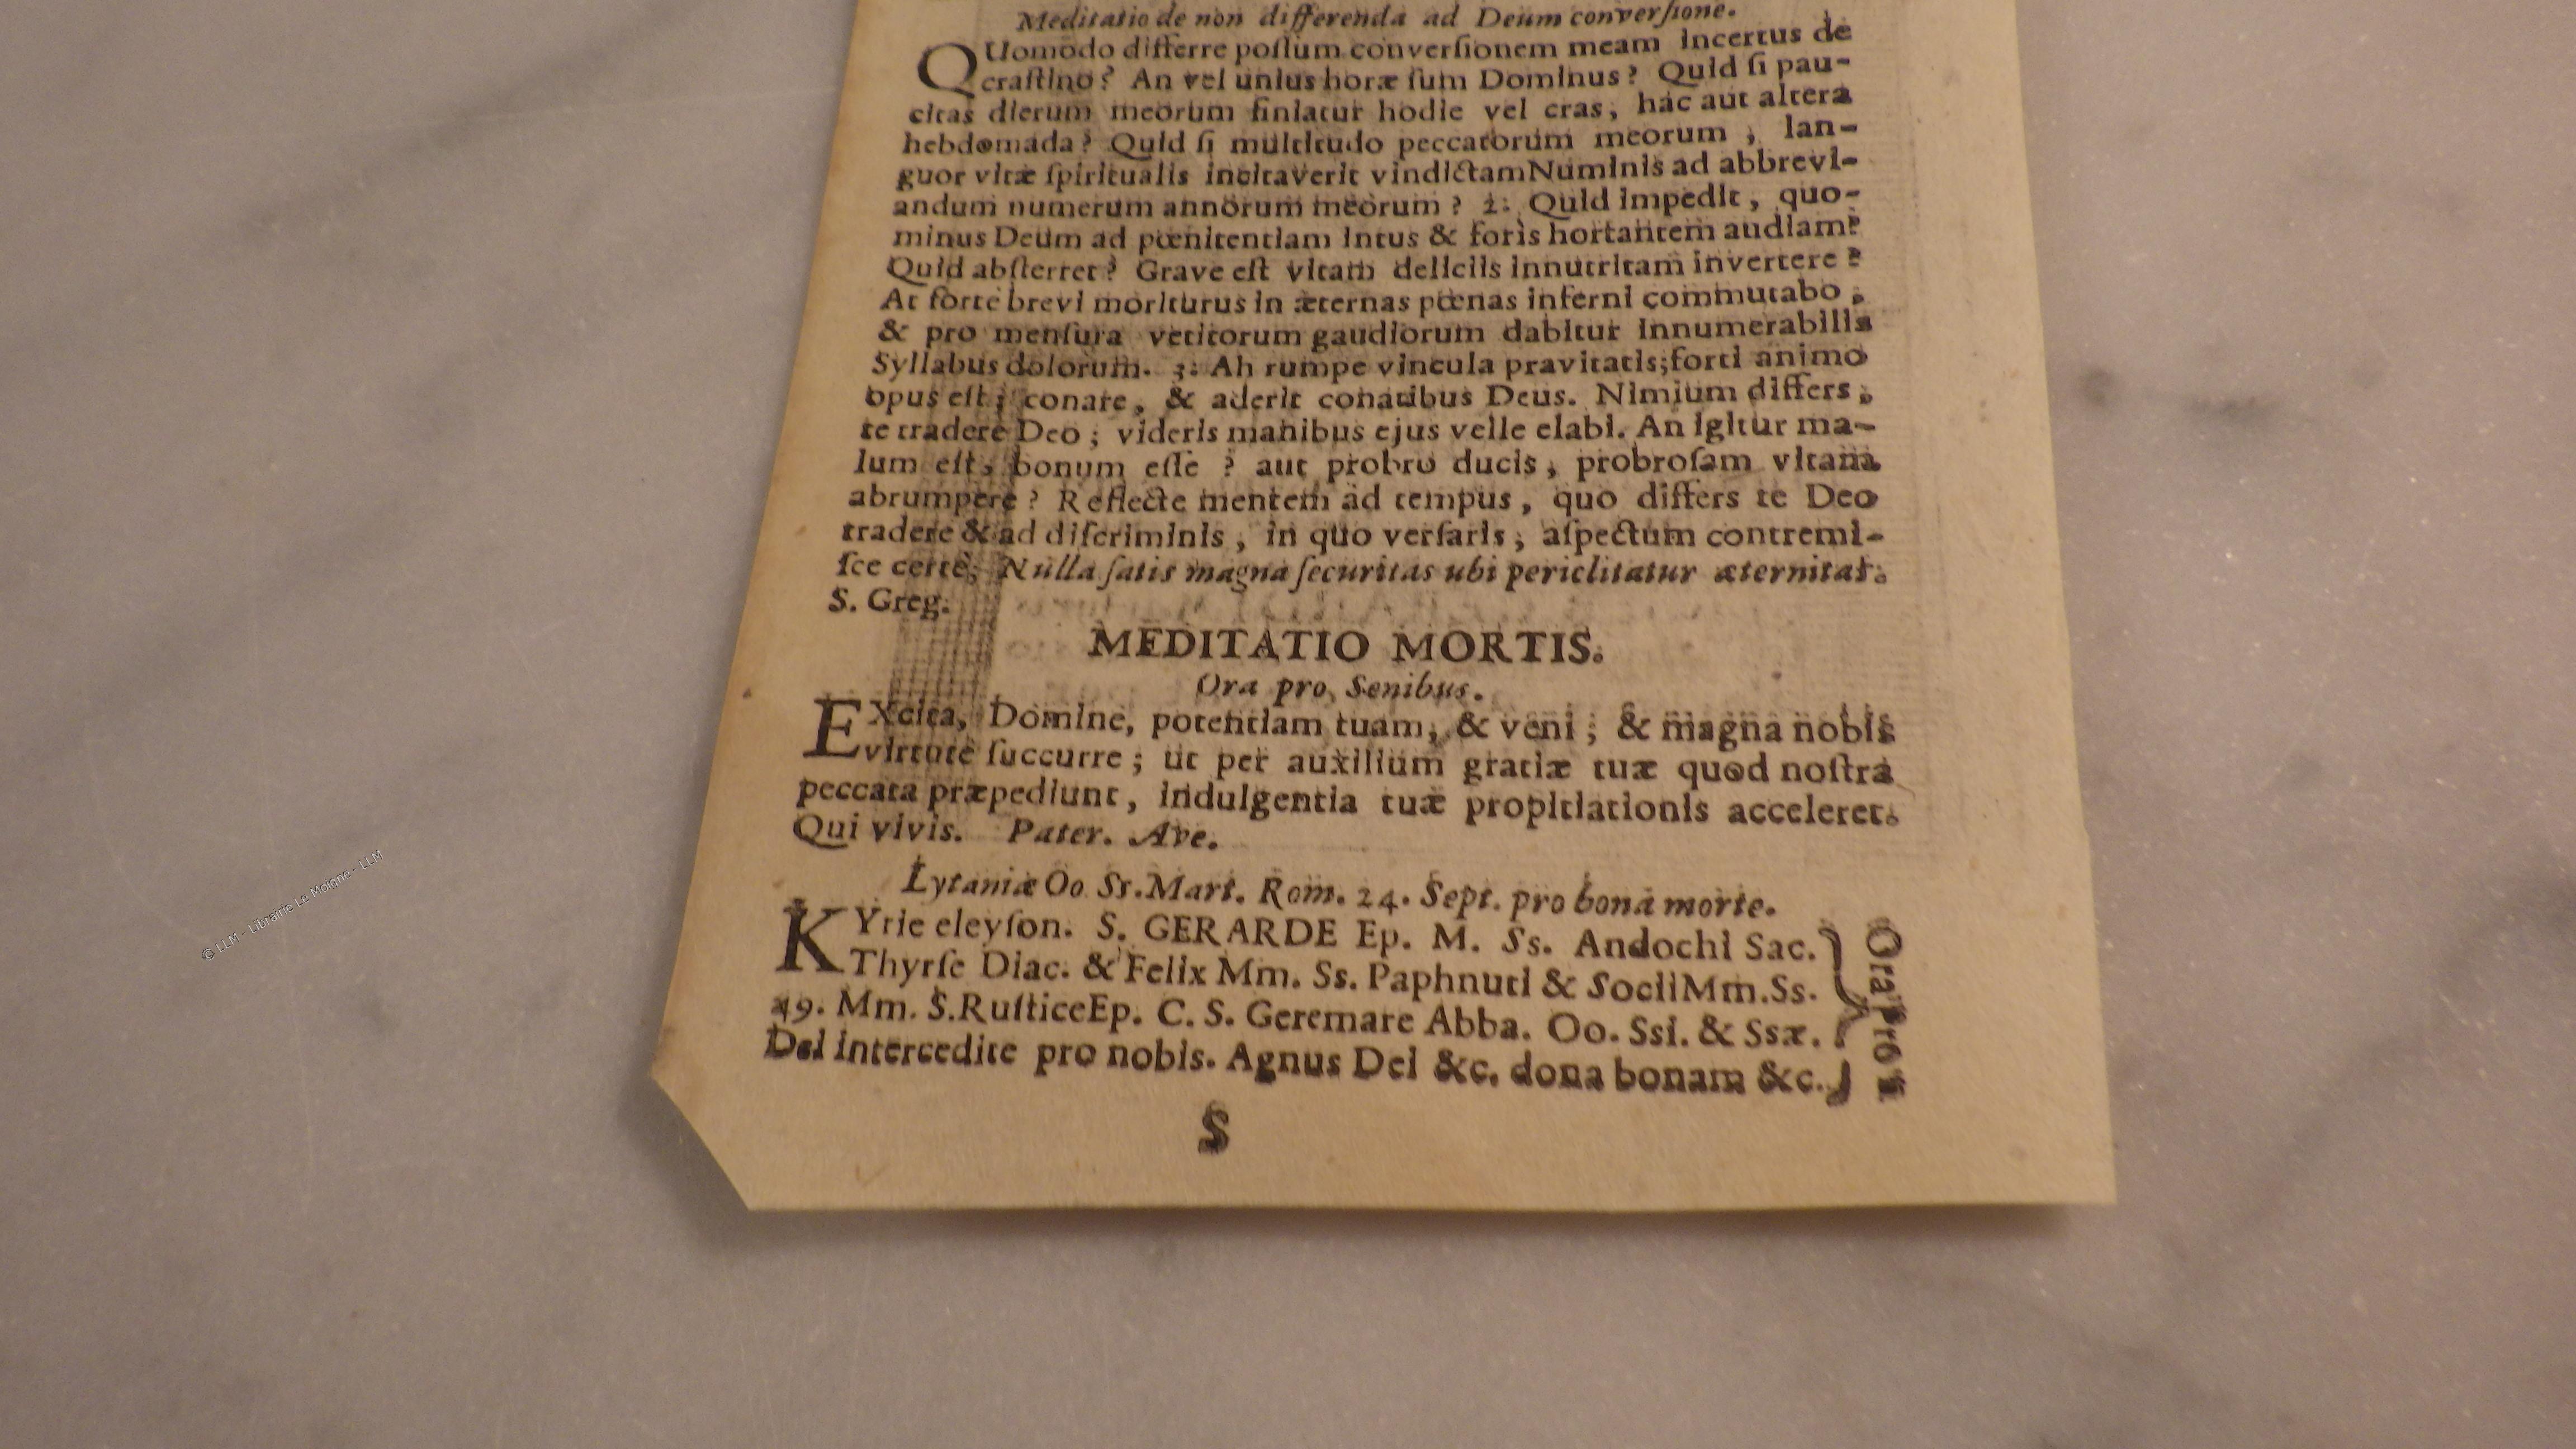 Meditatio de non differenda ad Deum conversſione.
QUomodo differre poſſum converſionem meam incertus de
craſtino? An vel unius horæ ſum Dominus? Quid ſi pau-
citas dierum meorum finiatur hodie vel cras, hac aut altera
hebdomada? Quid ſi multitudo peccatorum meorum, lan-
guor vitæ ſpiritualis incitaverit vindictam Numinis ad abbrevi-
andum numerum annorum meorum? 2. Quid impedit, quo-
minus Deum ad pœnitentiam intus & foris hortantem audiam?
Quid abſterret? Grave eſt vitam deliciis innutritam invertere?
At forte brevi moriturus in æternas pœnas inferni commutabo,
& pro menſura vetitorum gaudiorum dabitur innumerabilis
Syllabus dolorum. 3: Ah rumpe vincula pravitatis; forti animo
opus eſt; conare, & aderit conatibus Deus. Nimium differs,
te tradere Deo; videris manibus ejus velle elabi. An igitur ma-
lum eſt, bonum eſſe? aut probro ducis, probroſam vitam
abrumpere? Reflecte mentem ad tempus, quo differs te Deo
tradere & ad diſcriminis, in quo verſaris, aſpectum contremi-
ſce certe; Nulla ſatis magna ſecuritas ubi periclitatur æternitas.
S. Greg.
MEDITATIO MORTIS.
Ora pro Senibus.
EXcita, Domine, potentiam tuam, & veni; & magna nobis
virtute ſuccurre; ut per auxilium gratiæ tuæ quod noſtra
peccata præpediunt, indulgentia tuæ propitiationis acceleret.
Qui vivis. Pater. Ave.
Lytaniæ Oo Ss. Mart. Rom. 24. Sept. pro bona morte.
KYrie eleyſon. S. GERARDE Ep. M. Ss. Andochi Sac.
Thyrſe Diac. & Felix Mm. Ss. Paphnuti & Socii Mm. Ss.
49. Mm. S. Ruſtice Ep. C. S. Geremare Abba. Oo. Ssi. & Ssæ.
Dei intercedite pro nobis. Agnus Dei &c. dona bonam &c.
Ora pro n
S
© LLM - Librairie Le Moigne - LLM